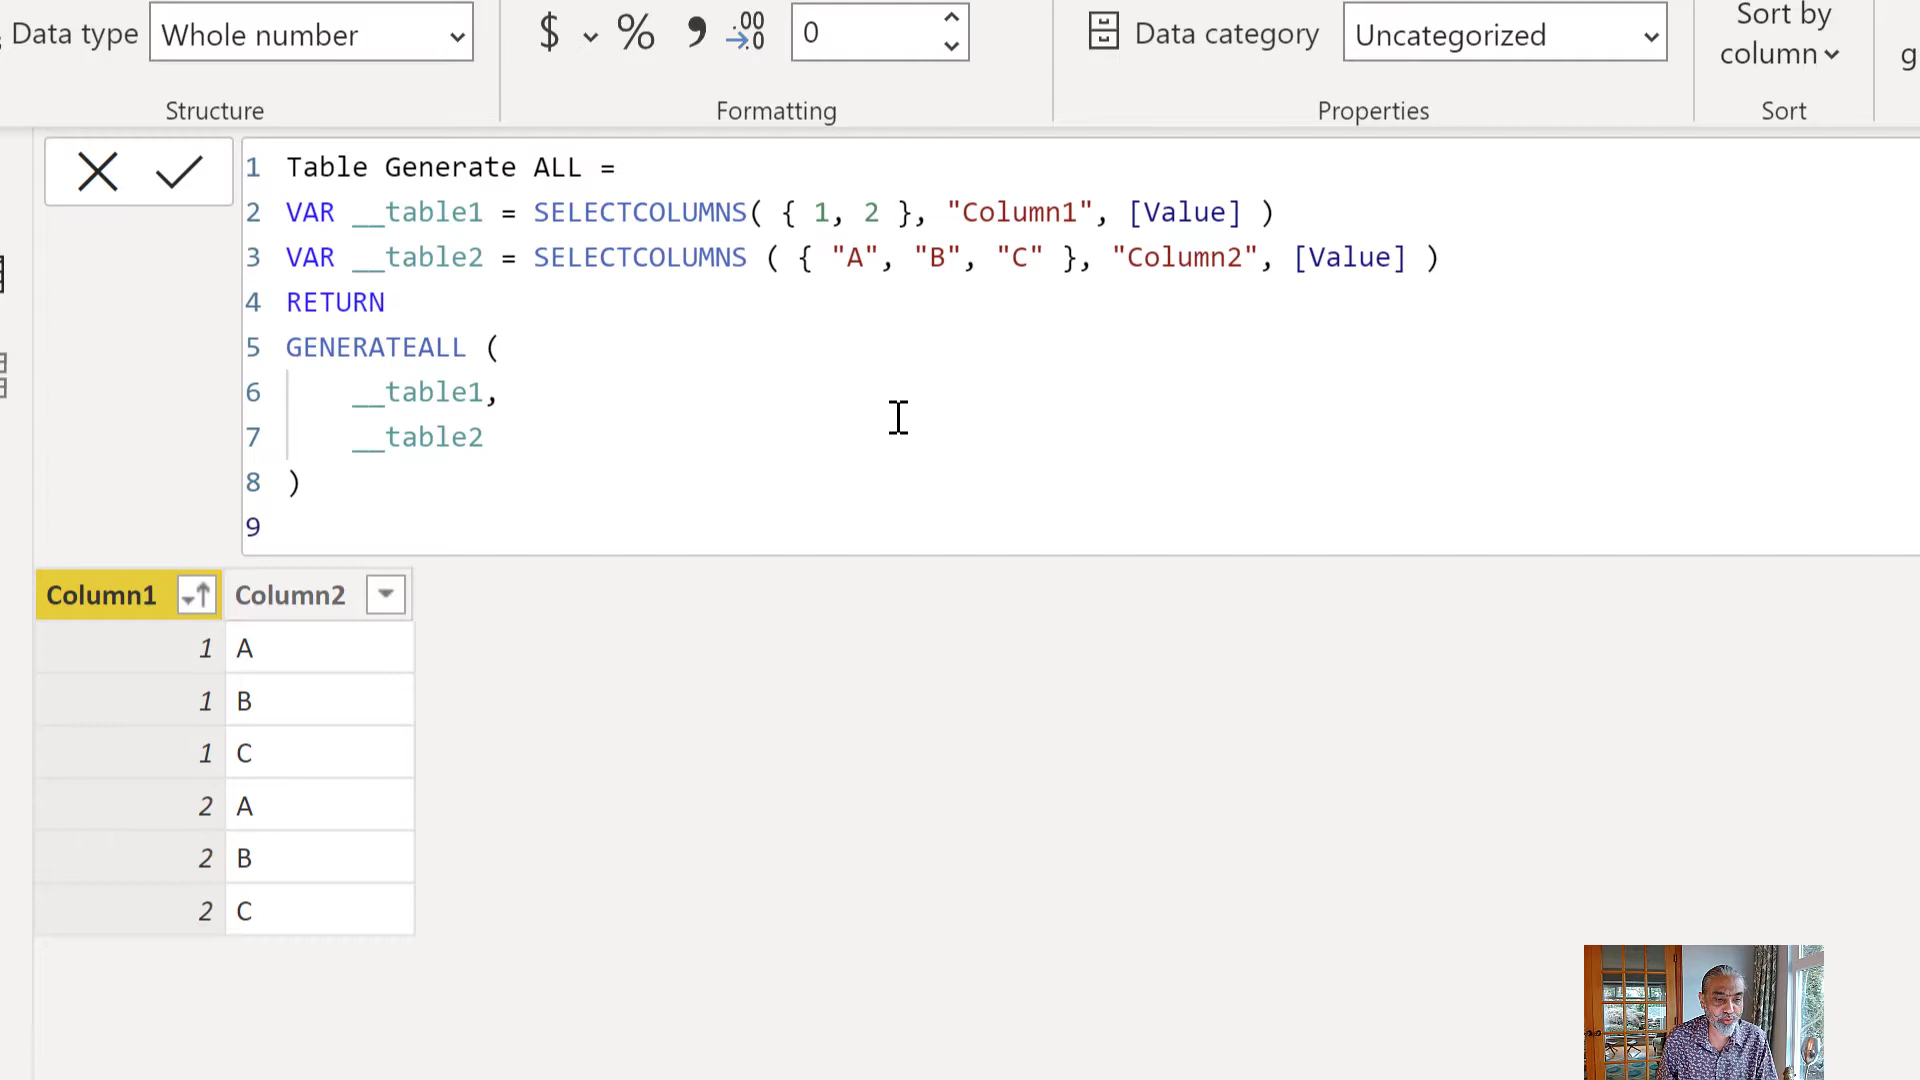 Data type Whole number
$ % , .00 .0 0
Data category Uncategorized
Sort by
column
Structure
Formatting
Properties
Sort
g
1 Table Generate ALL =
2 VAR __table1 = SELECTCOLUMNS( { 1, 2 }, "Column1", [Value] )
3 VAR __table2 = SELECTCOLUMNS ( { "A", "B", "C" }, "Column2", [Value] )
4 RETURN
5 GENERATEALL (
6 __table1,
7 __table2
8 )
9
Column1 Column2
1 A
1 B
1 C
2 A
2 B
2 C